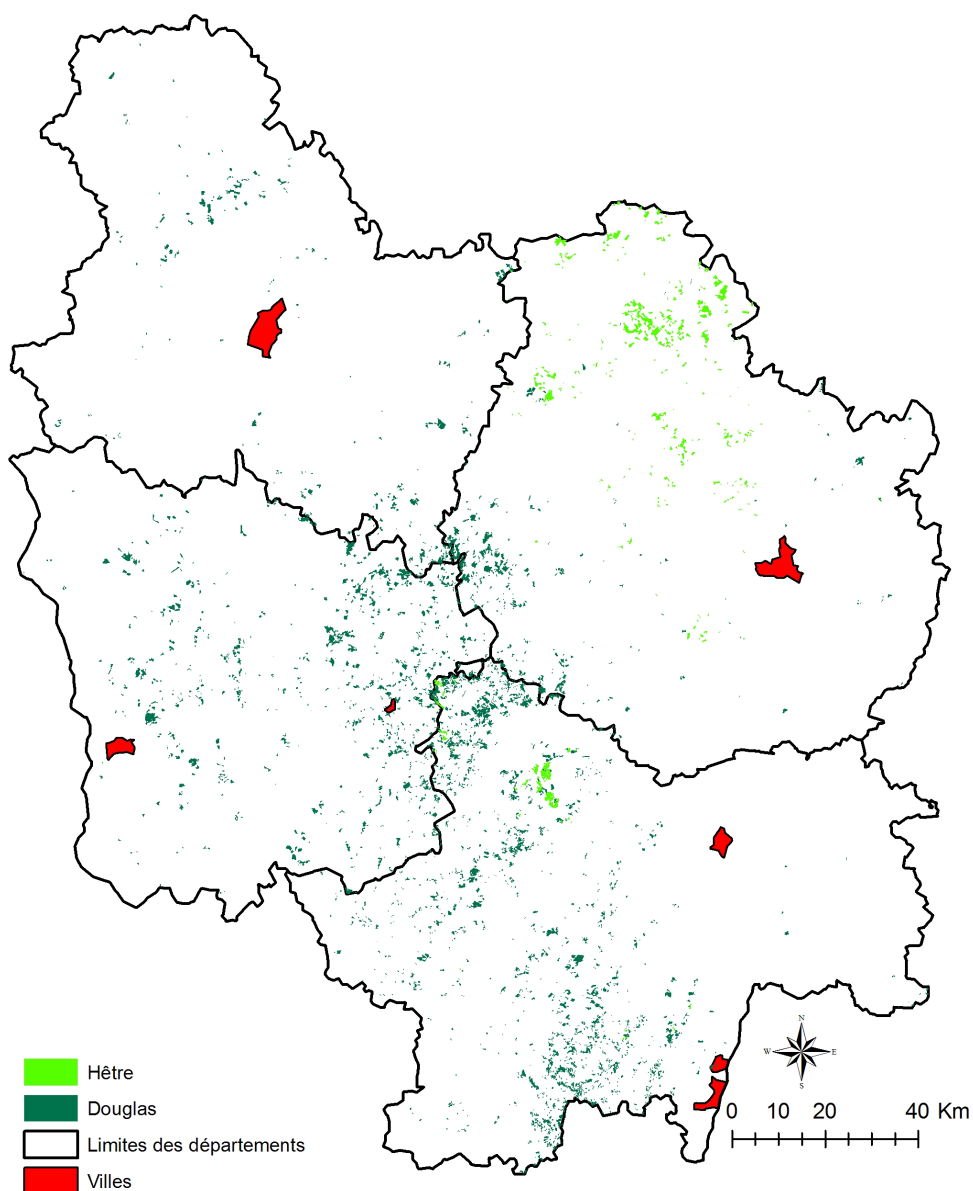 N
W E
S
Hêtre
Douglas
Limites des départements
Villes
0 10 20 40 Km